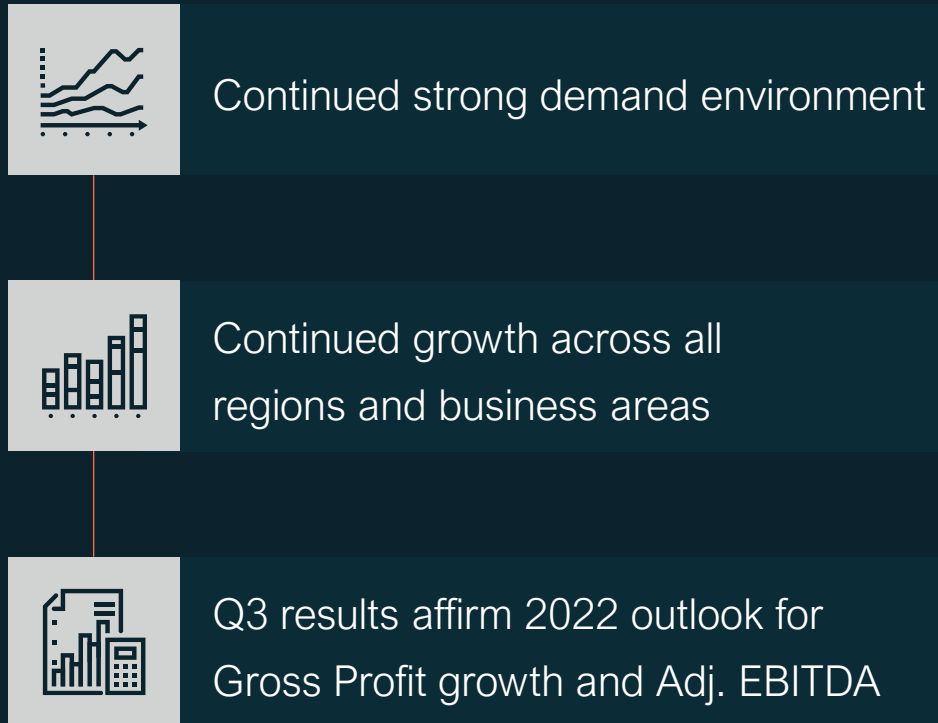 Continued strong demand environment
Continued growth across all
regions and business areas
Q3 results affirm 2022 outlook for
Gross Profit growth and Adj. EBITDA